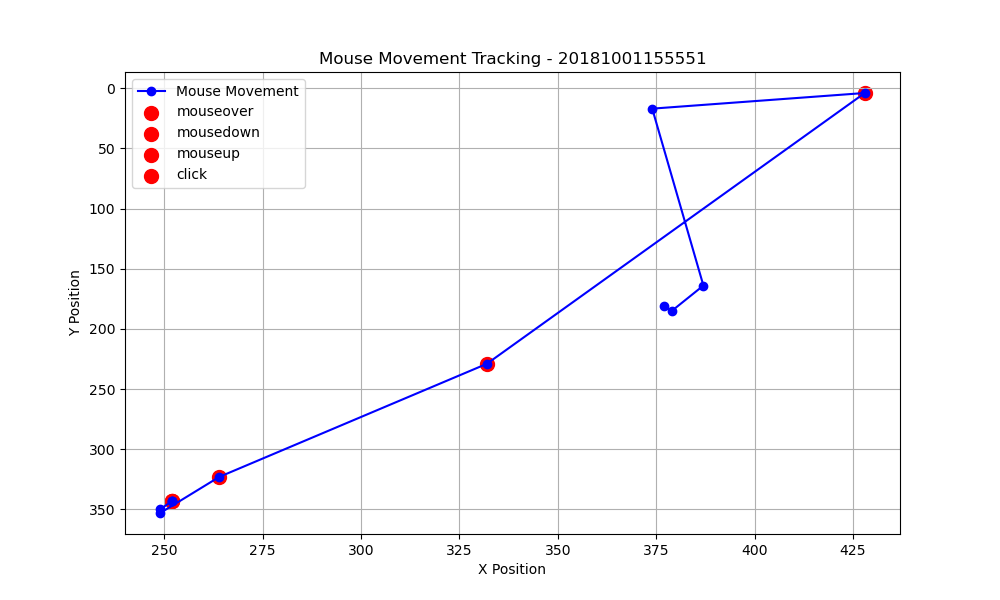 Mouse Movement Tracking - 20181001155551
Mouse Movement
mouseover
mousedown
mouseup
click
0
50
100
150
200
250
300
350
Y Position
250
275
300
325
350
375
400
425
X Position